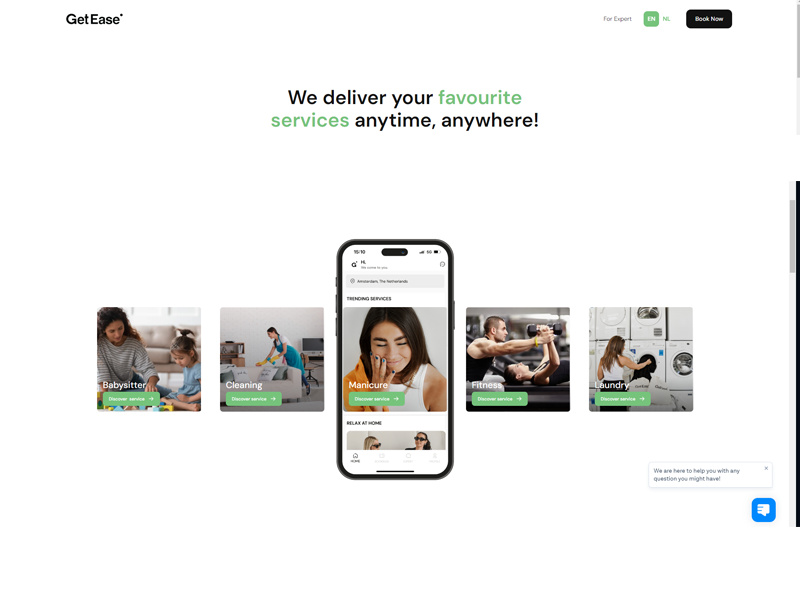 GetEase
For Expert
EN
NL
Book Now
We deliver your favourite
services anytime, anywhere!
15:10
5G
Hi,
We come to you
Amsterdam, The Netherlands
TRENDING SERVICES
Babysitter
Discover service →
Cleaning
Discover service →
Manicure
Discover service →
Fitness
Discover service →
Laundry
Discover service →
RELAX AT HOME
HOME
We are here to help you with any
question you might have!